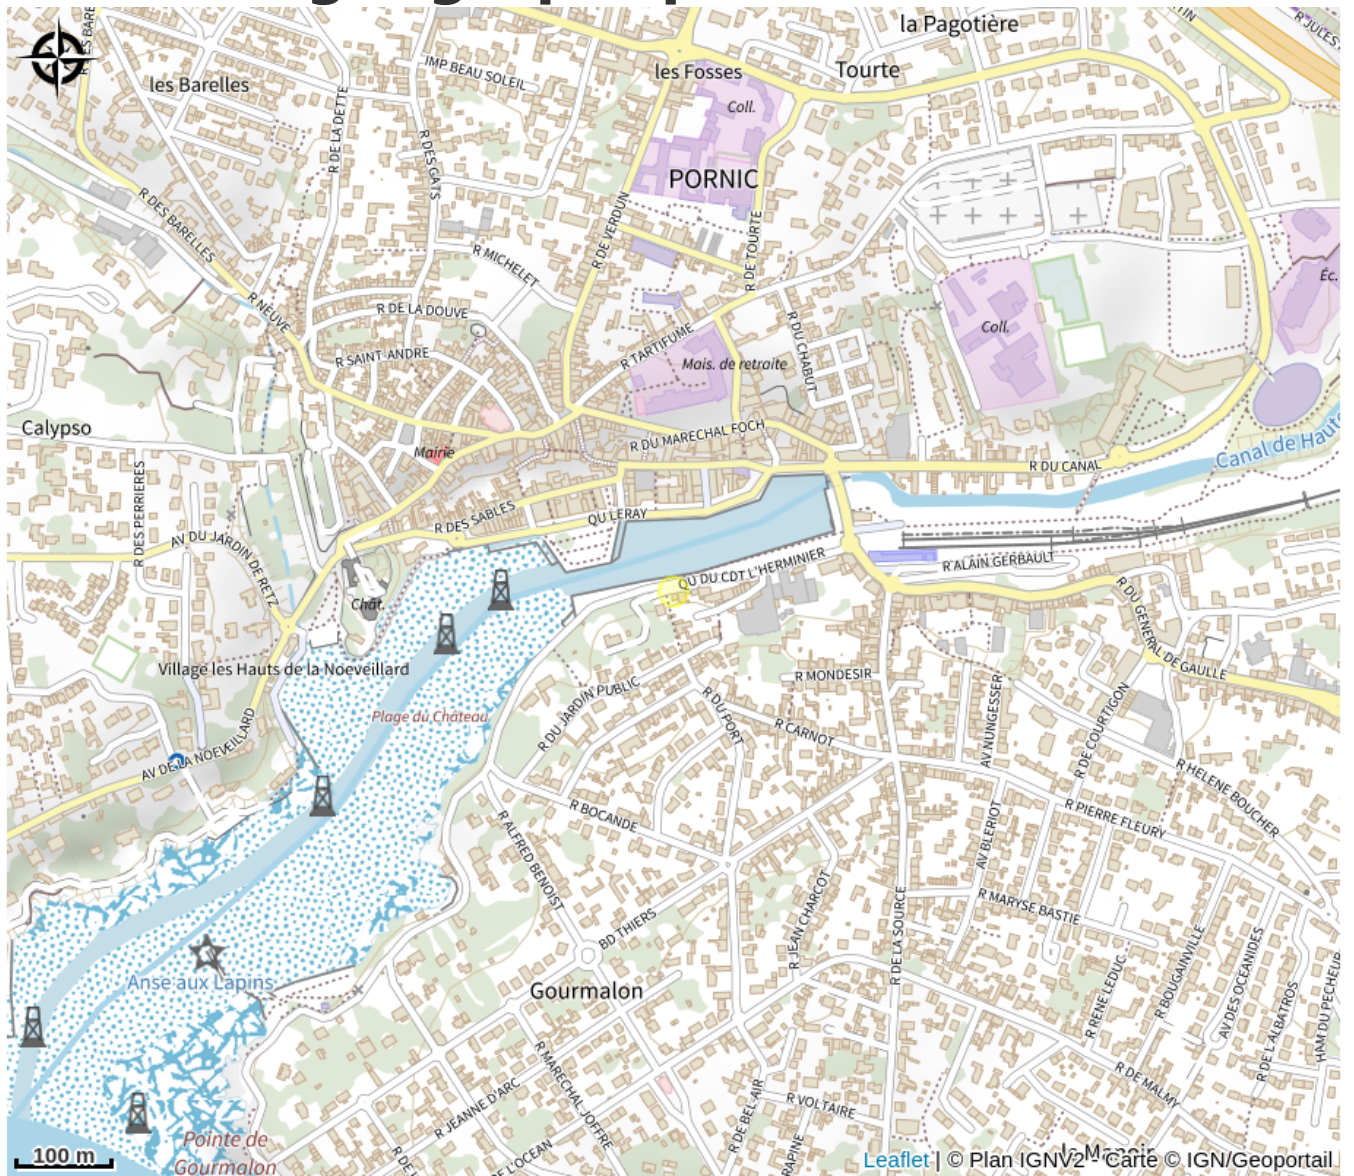 la Pagotière
R JULES
les Fosses
Tourte
IMP BEAU SOLEIL
les Barelles
Coll.
R DE LA DETTE
R DES GATS
PORNIC
R DES BARELLES
R DE VERDUN
R DE TOURTE
R MICHELET
Éc.
R NEUVE
R DE LA DOUVE
R TARTIFUME
R DU CHABUT
Coll.
R SAINT-ANDRE
Mais. de retraite
Calypso
R DU MARECHAL FOCH
Mairie
Canal de Haute
R DU CANAL
R DES PERRIERES
R DES SABLES
QU LERAY
AV DU JARDIN DE RETZ
QU DU CDT L'HERMINIER
R ALAIN GERBAULT
Chât.
R DU GENERAL DE GAULLE
Village les Hauts de la Noeveillard
R MONDESIR
R DU JARDIN PUBLIC
R DU PORT
Plage du Château
R CARNOT
AV NUNGESSER
R DE COURTIGON
AV DE LA NOEVEILLARD
R HELENE BOUCHER
R BOCANDE
R ALFRED BENOIST
R PIERRE FLEURY
AV BLERIOT
R JEAN CHARCOT
R MARYSE BASTIE
BD THIERS
R DE LA SOURCE
R BOUGAINVILLE
AV DES OCEANIDES
R RENE LEDUC
Anse aux Lapins
Gourmalon
R DE L'ALBATROS
HAM DU PECHEUR
R MARECHAL JOFFRE
R DE MALMY
R JEANNE D'ARC
R DE BEL-AIR
R VOLTAIRE
Pointe de
Gourmalon
DE L'OCEAN
100 m
Leaflet | © Plan IGNV2 - Carte © IGN/Geoportail